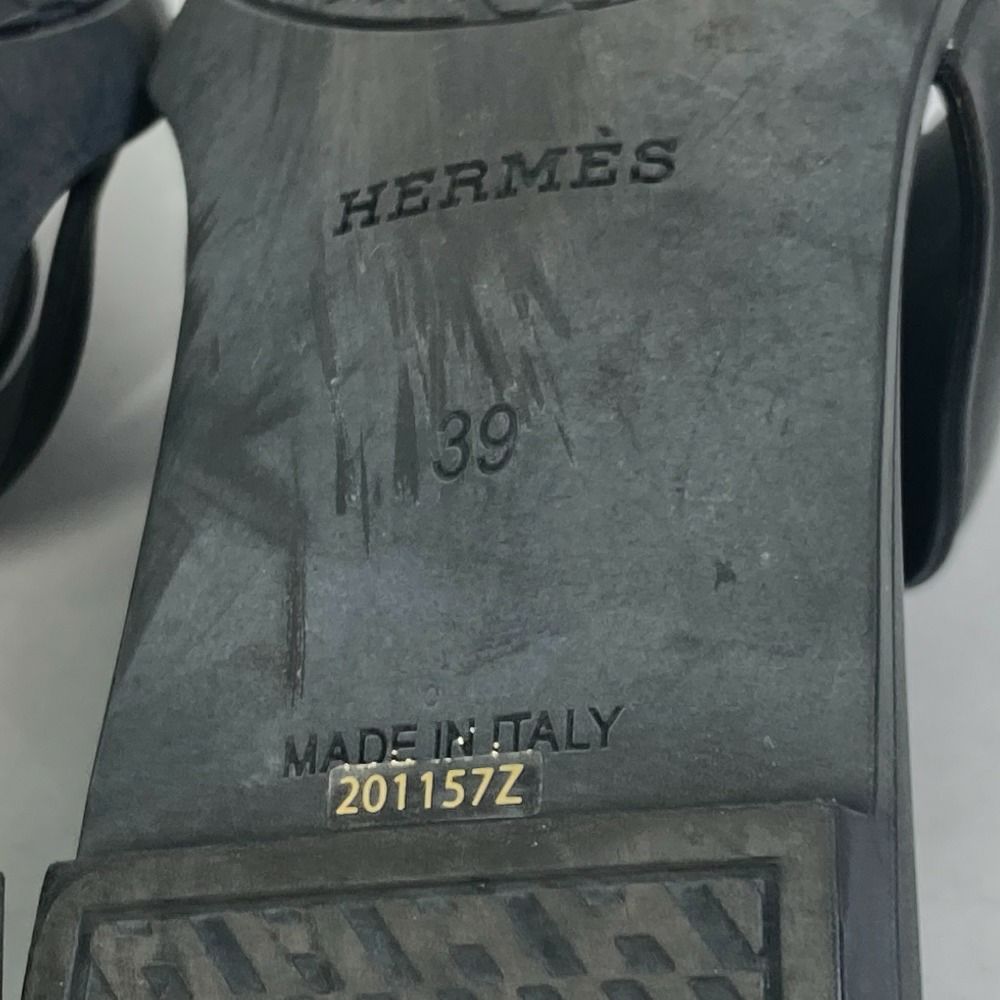 HERMÈS
39
MADE IN ITALY
201157Z